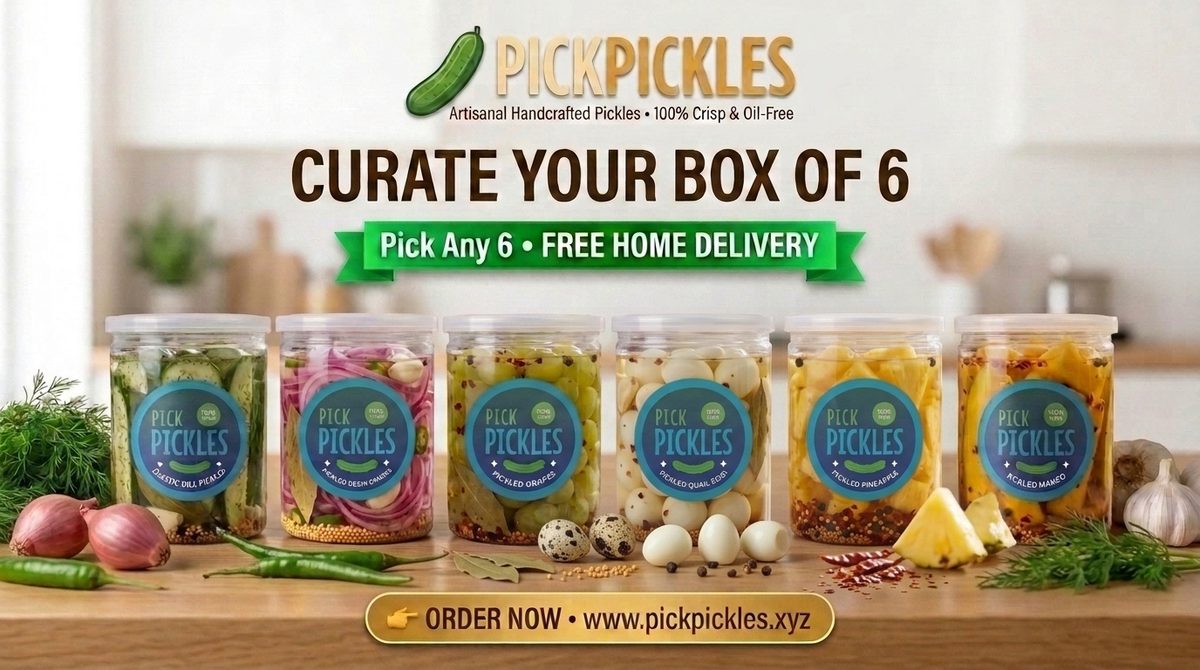 PICKPICKLES
Artisanal Handcrafted Pickles • 100% Crisp & Oil-Free
CURATE YOUR BOX OF 6
Pick Any 6 • FREE HOME DELIVERY
PICK
PICKLES
PICK
PICKLES
PICK
PICKLES
PICKLED GRAPES
PICK
PICKLES
PICKLED QUAIL
PICK
PICKLES
PICKLED PINEAPPLE
PICK
PICKLES
👉 ORDER NOW • www.pickpickles.xyz